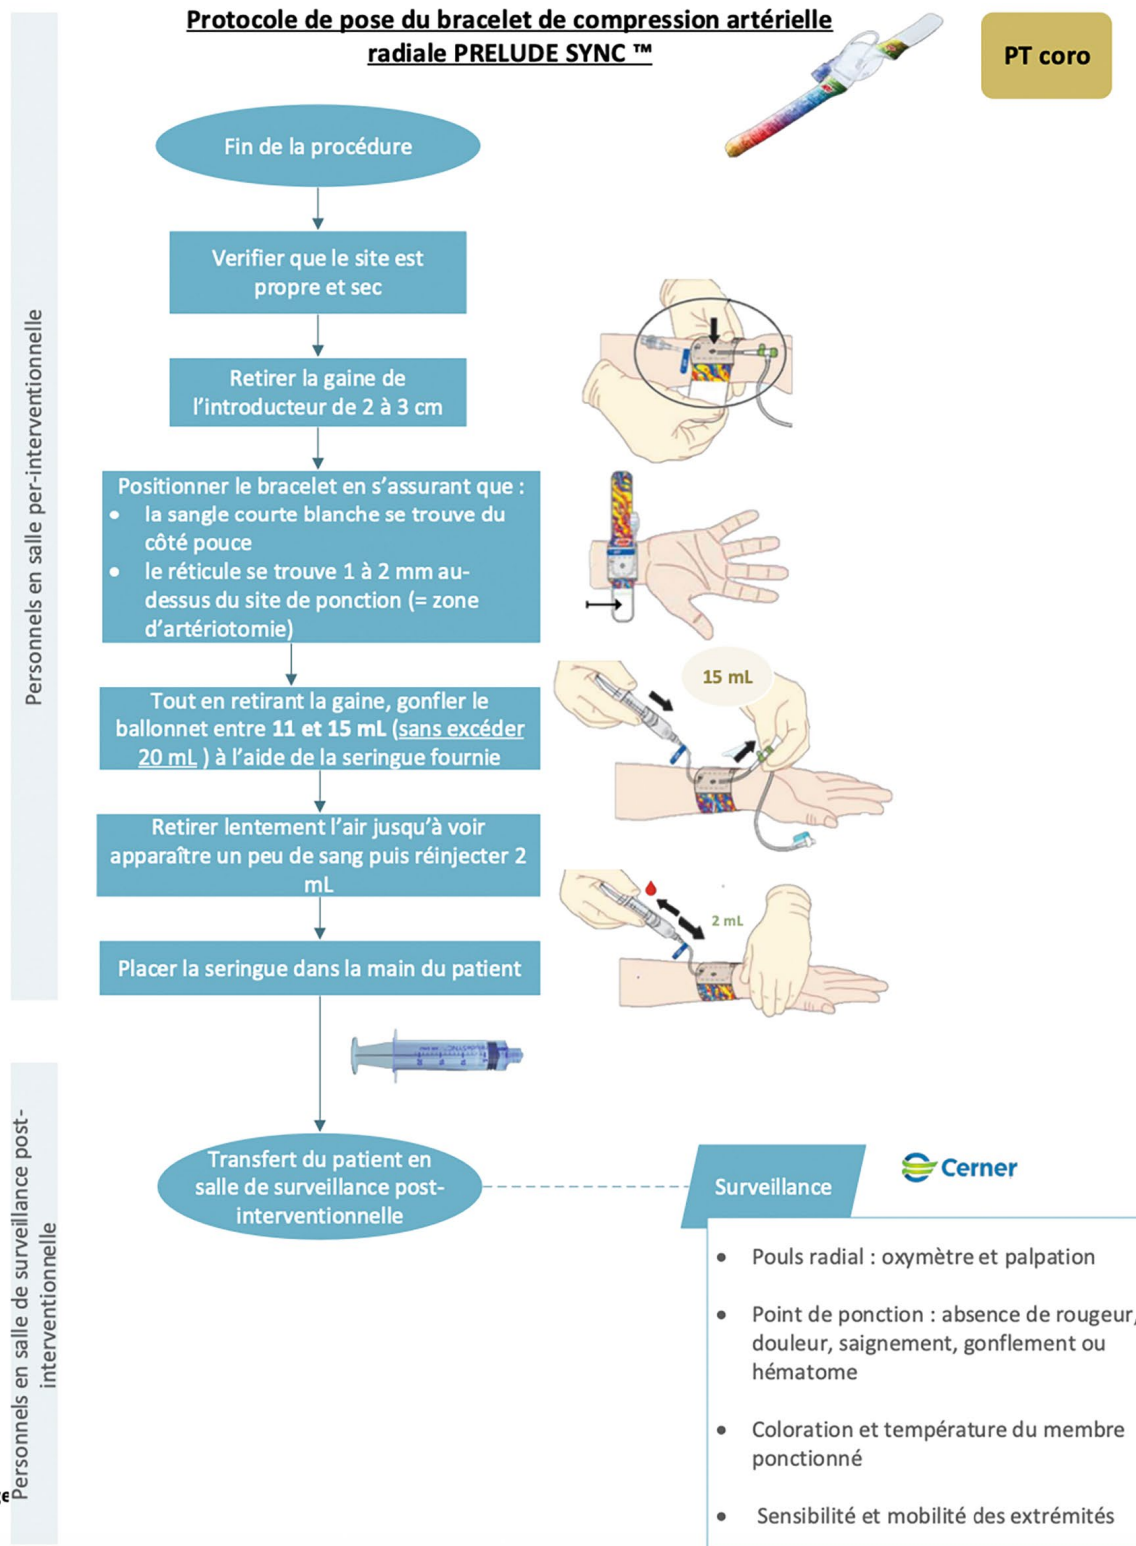 Protocole de pose du bracelet de compression artérielle
radiale PRELUDE SYNC ™
PT coro
Personnels en salle per-interventionnelle
Fin de la procédure
Verifier que le site est
propre et sec
Retirer la gaine de
l’introducteur de 2 à 3 cm
Positionner le bracelet en s’assurant que :
• la sangle courte blanche se trouve du
côté pouce
• le réticule se trouve 1 à 2 mm au-
dessus du site de ponction (= zone
d’artériotomie)
Tout en retirant la gaine, gonfler le
ballonnet entre 11 et 15 mL (sans excéder
20 mL ) à l’aide de la seringue fournie
15 mL
Retirer lentement l’air jusqu’à voir
apparaître un peu de sang puis réinjecter 2
mL
2 mL
Placer la seringue dans la main du patient
Personnels en salle de surveillance post-
interventionnelle
Transfert du patient en
salle de surveillance post-
interventionnelle
Surveillance
Cerner
• Pouls radial : oxymètre et palpation
• Point de ponction : absence de rougeur,
douleur, saignement, gonflement ou
hématome
• Coloration et température du membre
ponctionné
• Sensibilité et mobilité des extrémités